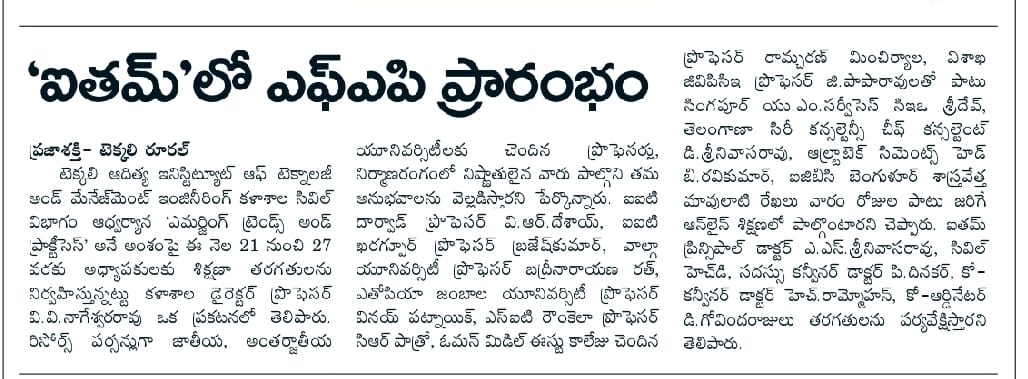 ‘ఐతమ్’లో ఎఫ్ఎపి ప్రారంభం
ప్రజాశక్తి- టెక్కలి రూరల్
టెక్కలి ఆదిత్య ఇనిస్టిట్యూట్ ఆఫ్ టెక్నాలజీ
అండ్ మేనేజ్‌మెంట్ ఇంజినీరింగ్ కళాశాల సివిల్
విభాగం ఆధ్వర్యాన ‘ఎమర్జింగ్ ట్రెండ్స్ అండ్
ప్రాక్టీసెస్’ అనే అంశంపై ఈ నెల 21 నుంచి 27
వరకు అధ్యాపకులకు శిక్షణా తరగతులను
నిర్వహిస్తున్నట్టు కళాశాల డైరెక్టర్ ప్రొఫెసర్
వి.వి.నాగేశ్వరరావు ఒక ప్రకటనలో తెలిపారు.
రిసోర్స్ పర్సన్లుగా జాతీయ, అంతర్జాతీయ
యూనివర్సిటీలకు చెందిన ప్రొఫెసర్లు,
నిర్మాణరంగంలో నిష్ణాతులైన వారు పాల్గొని తమ
అనుభవాలను వెల్లడిస్తారని పేర్కొన్నారు. ఐఐటి
దార్వాడ్ ప్రొఫెసర్ వి.ఆర్.దేశాయ్, ఐఐటి
ఖరగ్‌పూర్ ప్రొఫెసర్ బ్రజేష్‌కుమార్, వాల్గా
యూనివర్సిటీ ప్రొఫెసర్ బద్రీనారాయణ రత్,
ఎతోపియా జంబాల యూనివర్సిటీ ప్రొఫెసర్
వినయ్ పట్నాయిక్, ఎస్ఐటి రౌంకెలా ప్రొఫెసర్
సిఆర్ పాత్రో, ఓమన్ మిడిల్ ఈస్టు కాలేజు చెందిన
ప్రొఫెసర్ రామ్చరణ్ మించిర్యాల, విశాఖ
జివిపిసిఇ ప్రొఫెసర్ జి.పాపారావులతో పాటు
సింగపూర్ యు ఎం.సర్వీసెస్ సిఇఒ శ్రీదేవ్,
తెలంగాణా సిరీ కన్సల్టెన్సీ చీఫ్ కన్సల్టెంట్
డి.శ్రీనివాసరావు, ఆల్ట్రాటెక్ సిమెంట్స్ హెడ్
బి.రవికుమార్, ఐజిబిసి బెంగుళూర్ శాస్త్రవేత్త
మావులాటి రేఖలు వారం రోజుల పాటు జరిగే
ఆన్‌లైన్ శిక్షణలో పాల్గొంటారని చెప్పారు. ఐతమ్
ప్రిన్సిపాల్ డాక్టర్ ఎ.ఎస్.శ్రీనివాసరావు, సివిల్
హెచ్‌డి, సదస్సు కన్వీనర్ డాక్టర్ పి.దినకర్. కో-
కన్వీనర్ డాక్టర్ హెచ్.రామ్మోహన్, కో-ఆర్డినేటర్
డి.గోవిందరాజులు తరగతులను పర్యవేక్షిస్తారని
తెలిపారు.